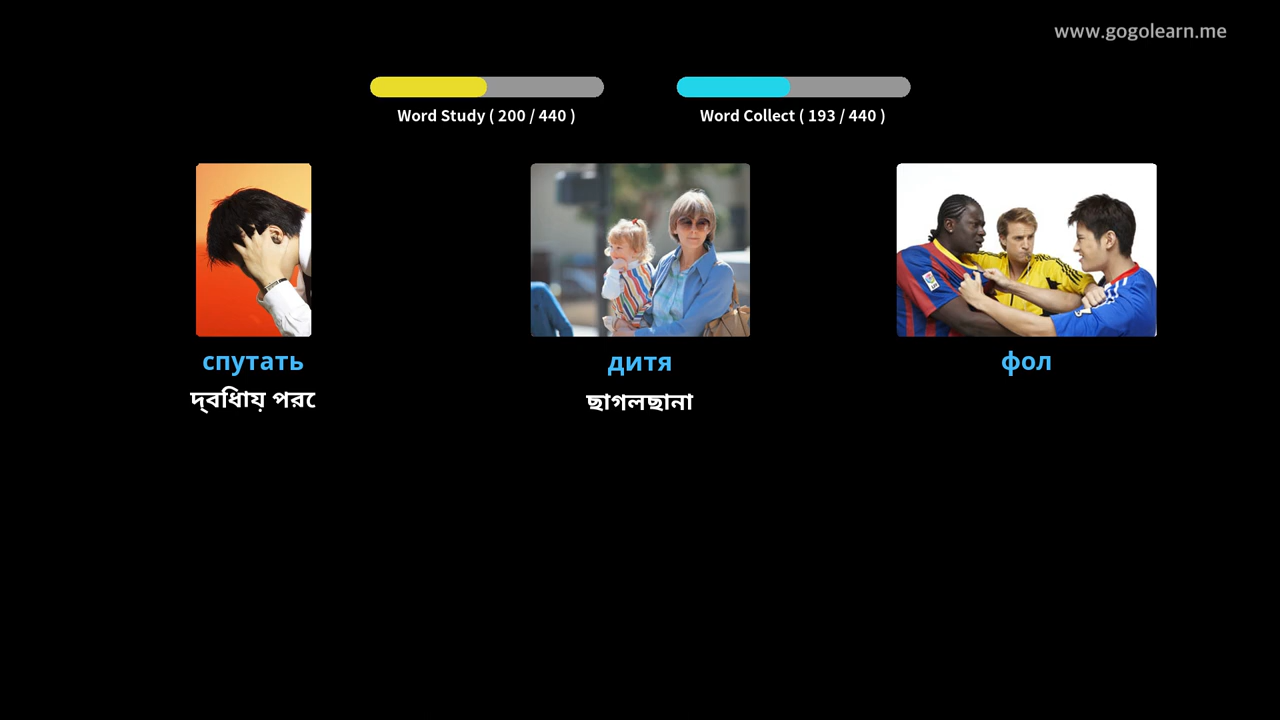 www.gogolearn.me
Word Study ( 200 / 440 )
Word Collect ( 193 / 440 )
спутать
дитя
фол
দ্বিধায় পরে
ছাগলছানা